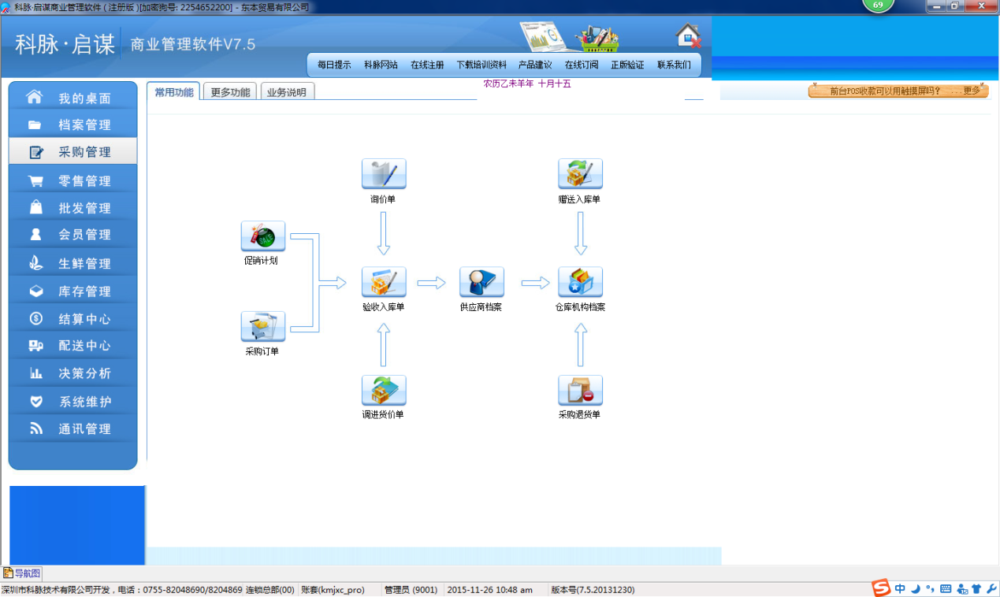 科脉·启谋商业管理软件(注册版)[加密狗号: 2254652200] - 东本贸易有限公司
69
科脉·启谋 商业管理软件V7.5
每日提示 科脉网站 在线注册 下载培训资料 产品建议 在线订阅 正版验证 联系我们
农历乙未羊年 十月十五
常用功能 更多功能 业务说明
前台POS收款可以用触摸屏吗? ...更多
我的桌面
档案管理
采购管理
零售管理
批发管理
会员管理
生鲜管理
库存管理
结算中心
配送中心
决策分析
系统维护
通讯管理
询价单 赠送入库单
促销计划
验收入库单 供应商档案 仓库机构档案
采购订单
调进货价单 采购退货单
导航图
深圳市科脉技术有限公司开发,电话:0755-82048690/8204869 连锁总部(00) 账套(kmjxc_pro) 管理员 (9001) 2015-11-26 10:48 am 版本号(7.5.20131230)
中